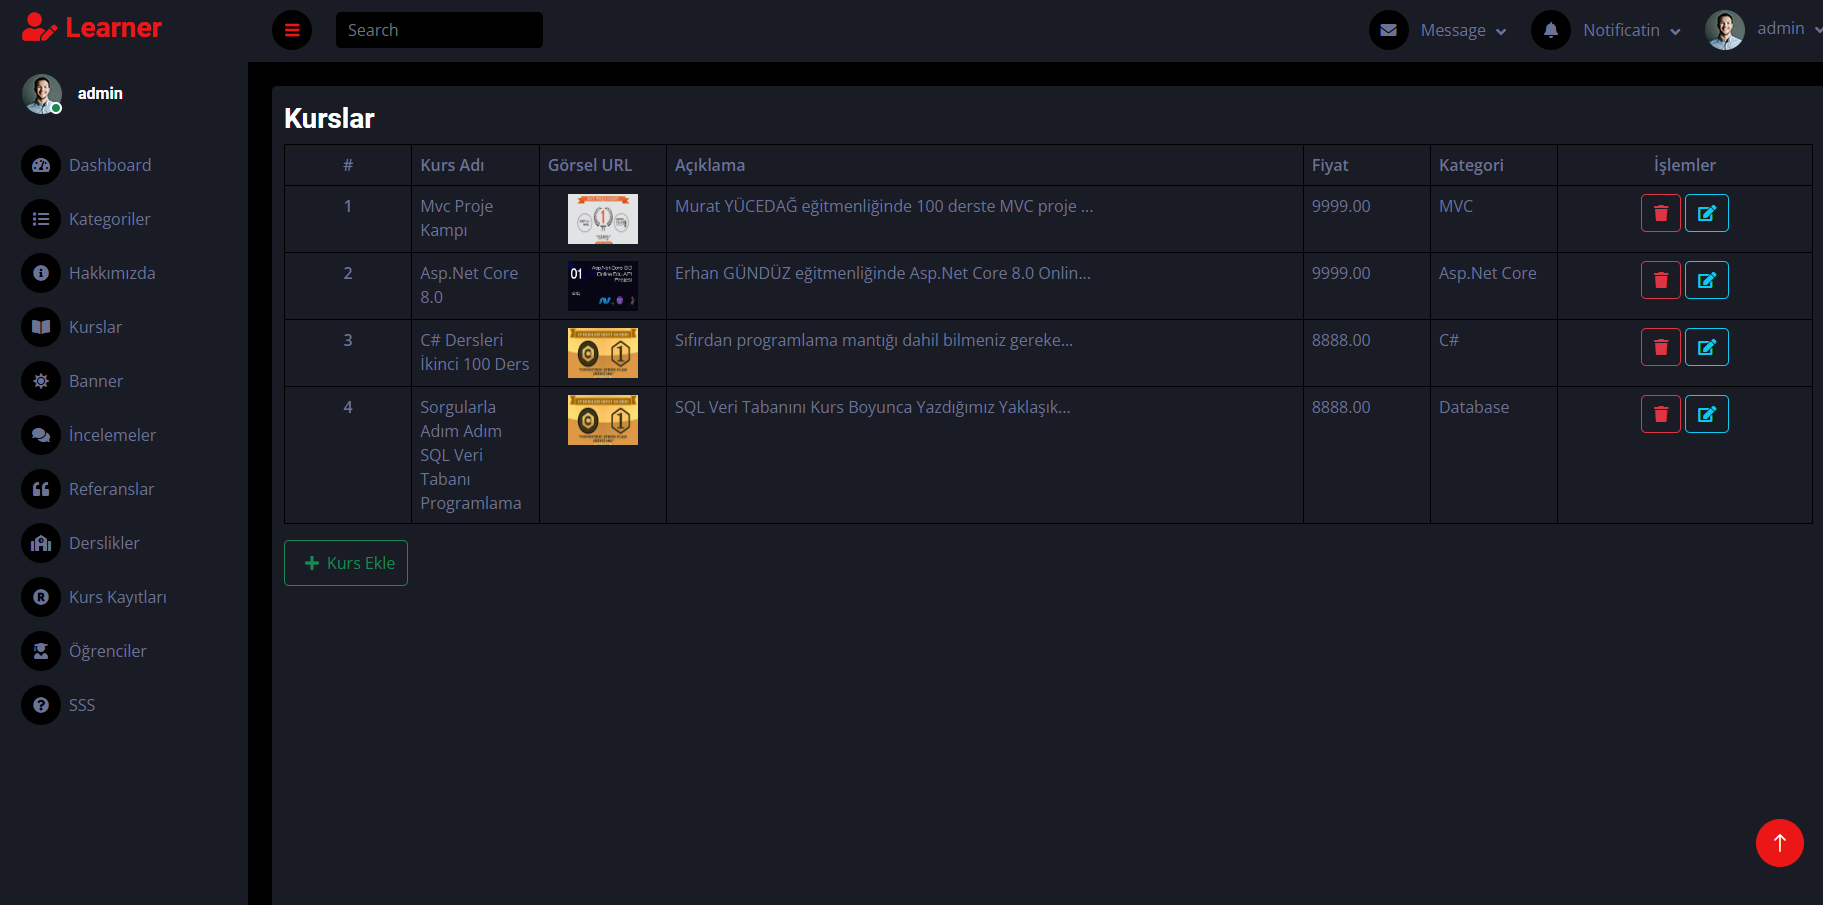 Learner
Search
Message
Notificatin
admin
admin
Dashboard
Kategoriler
Hakkımızda
Kurslar
Banner
İncelemeler
Referanslar
Derslikler
Kurs Kayıtları
Öğrenciler
SSS
Kurslar
# Kurs Adı Görsel URL Açıklama Fiyat Kategori İşlemler
1 Mvc Proje Murat YÜCEDAĞ eğitmenliğinde 100 derste MVC proje ... 9999.00 MVC
Kampı
2 Asp.Net Core 01 Erhan GÜNDÜZ eğitmenliğinde Asp.Net Core 8.0 Onlin... 9999.00 Asp.Net Core
8.0
3 C# Dersleri Sıfırdan programlama mantığı dahil bilmeniz gereke... 8888.00 C#
İkinci 100 Ders
4 Sorgularla SQL Veri Tabanını Kurs Boyunca Yazdığımız Yaklaşık... 8888.00 Database
Adım Adım
SQL Veri
Tabanı
Programlama
Kurs Ekle